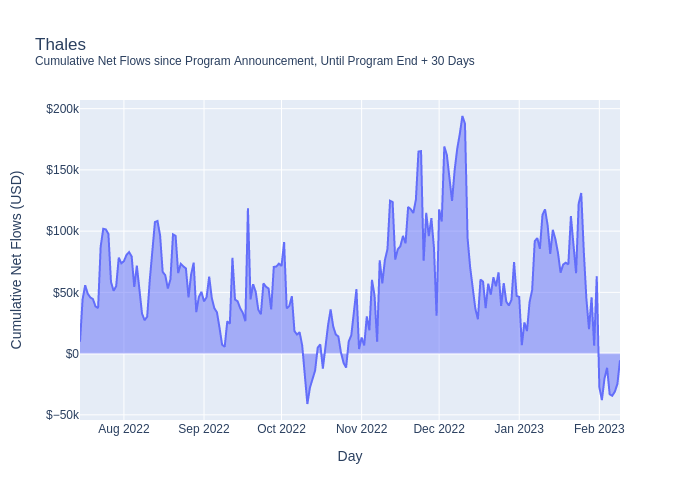 Thales
Cumulative Net Flows since Program Announcement, Until Program End + 30 Days
Cumulative Net Flows (USD)
$200k
$150k
$100k
$50k
$0
$−50k
Aug 2022
Sep 2022
Oct 2022
Nov 2022
Dec 2022
Jan 2023
Feb 2023
Day